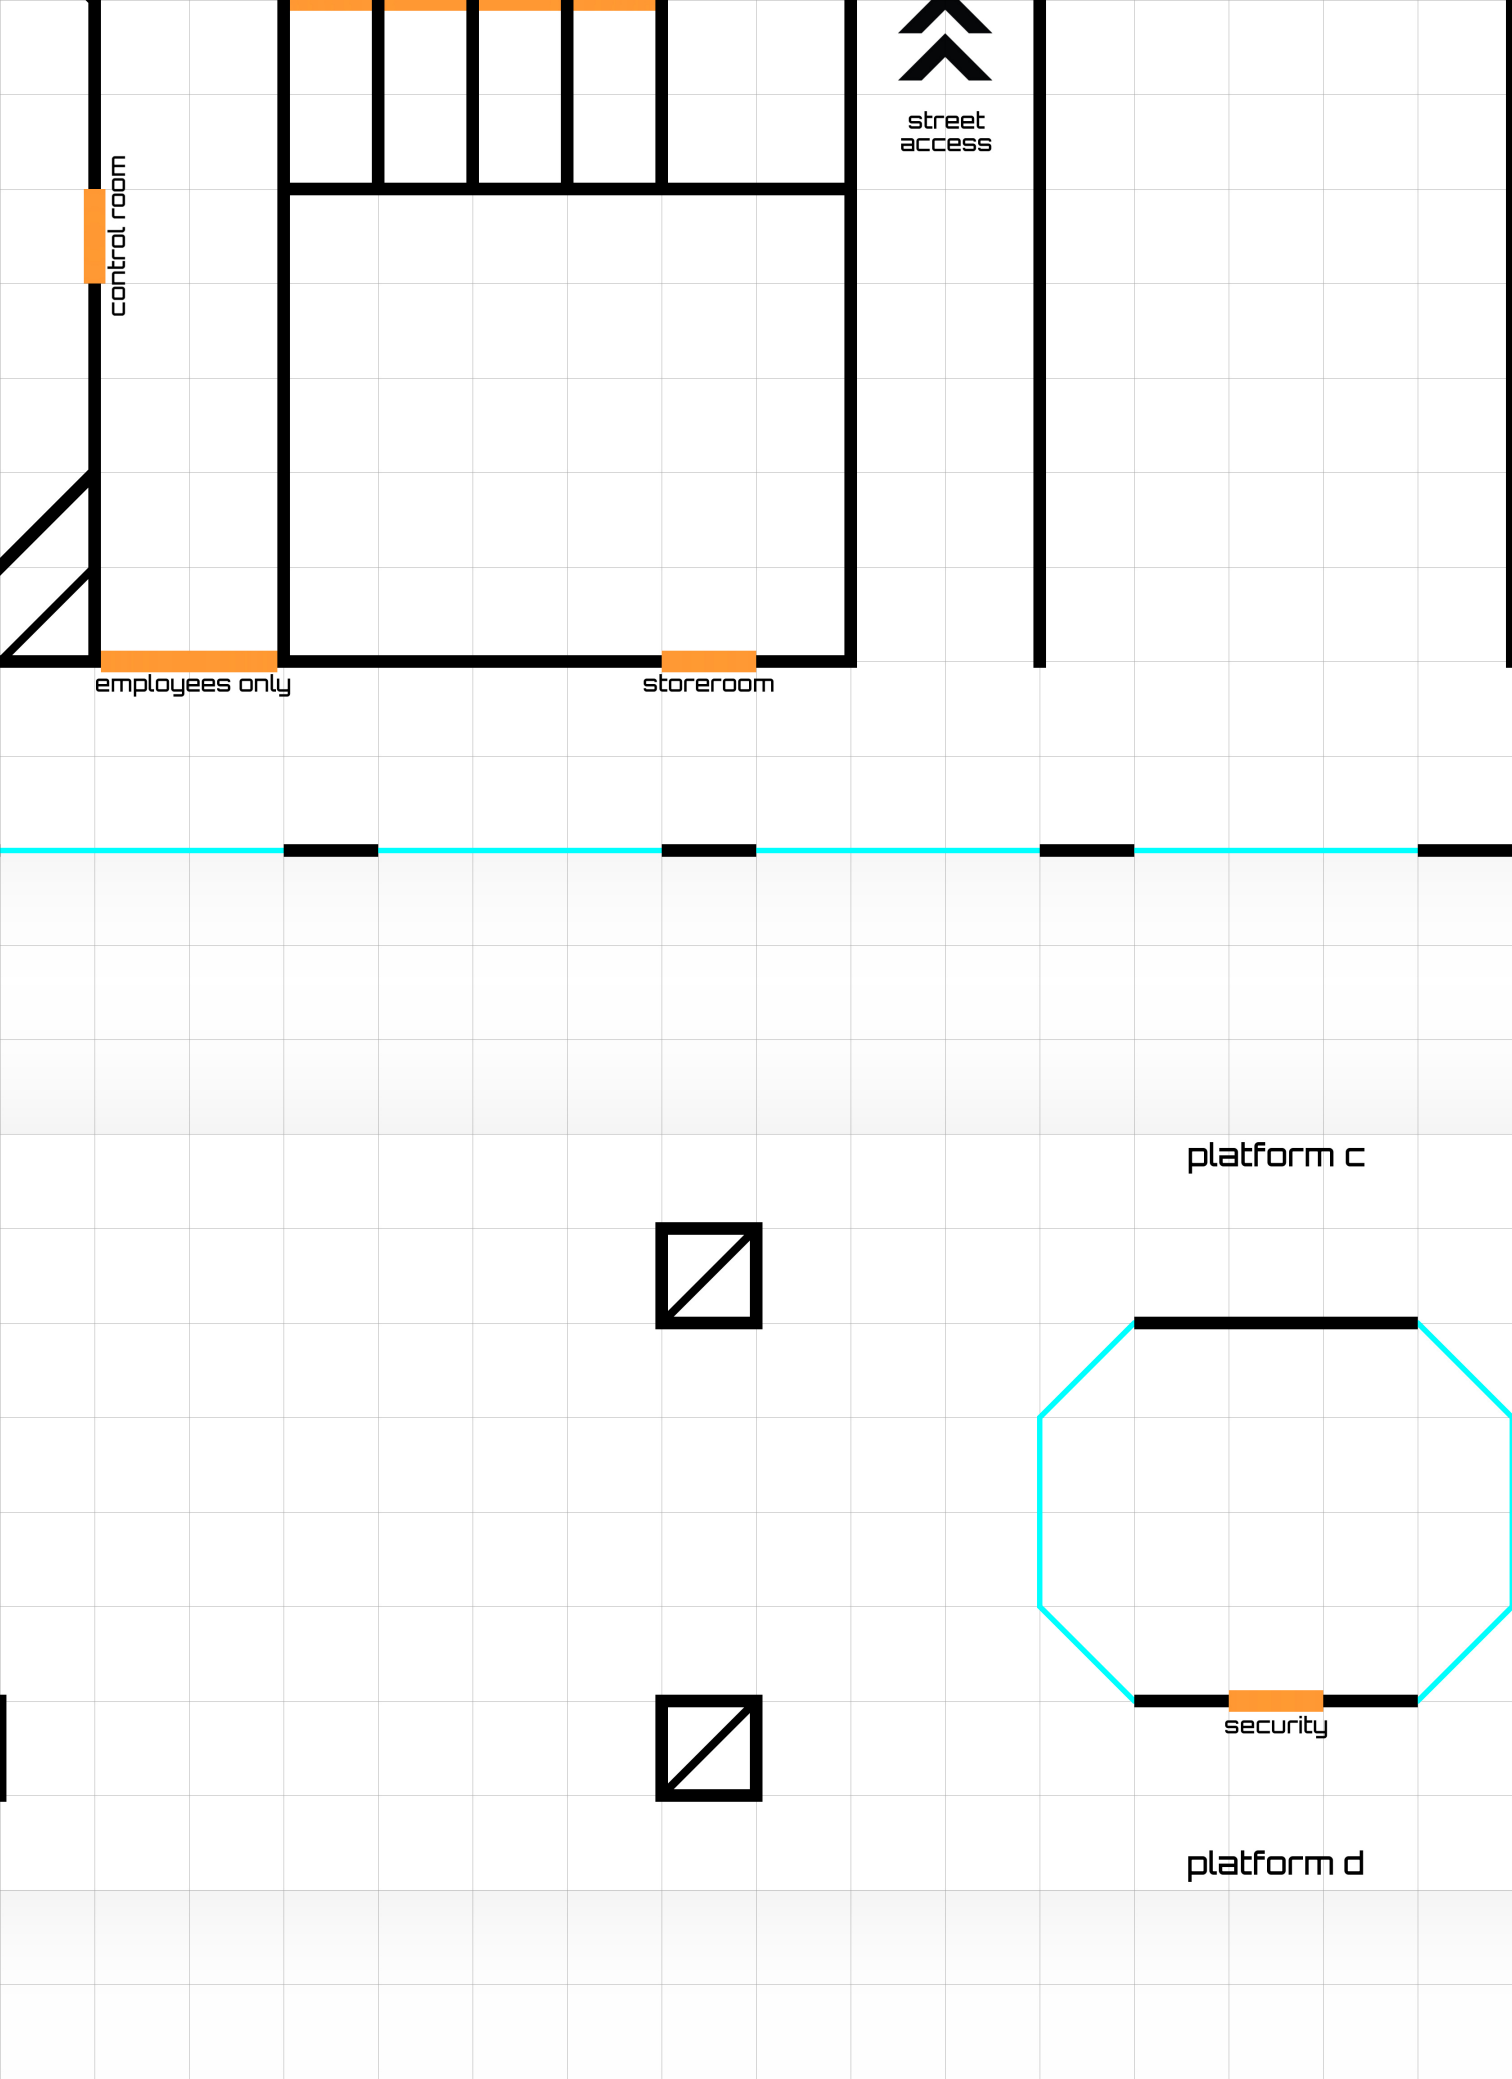 street
access
control room
employees only
storeroom
platform c
security
platform d